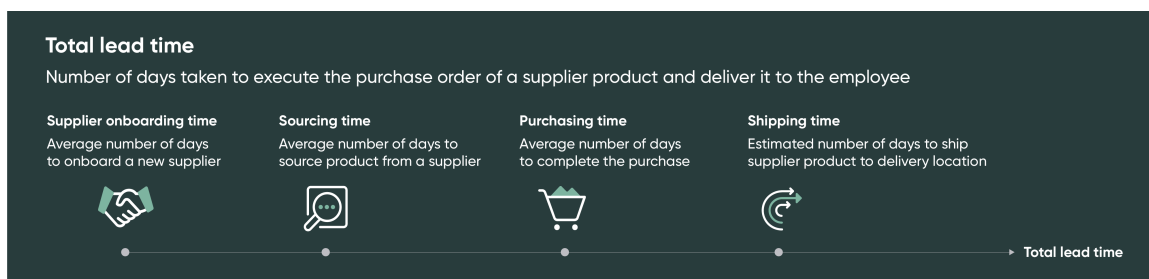 Total lead time
Number of days taken to execute the purchase order of a supplier product and deliver it to the employee
Supplier onboarding time
Average number of days
to onboard a new supplier
Sourcing time
Average number of days to
source product from a supplier
Purchasing time
Average number of days
to complete the purchase
Shipping time
Estimated number of days to ship
supplier product to delivery location
Total lead time